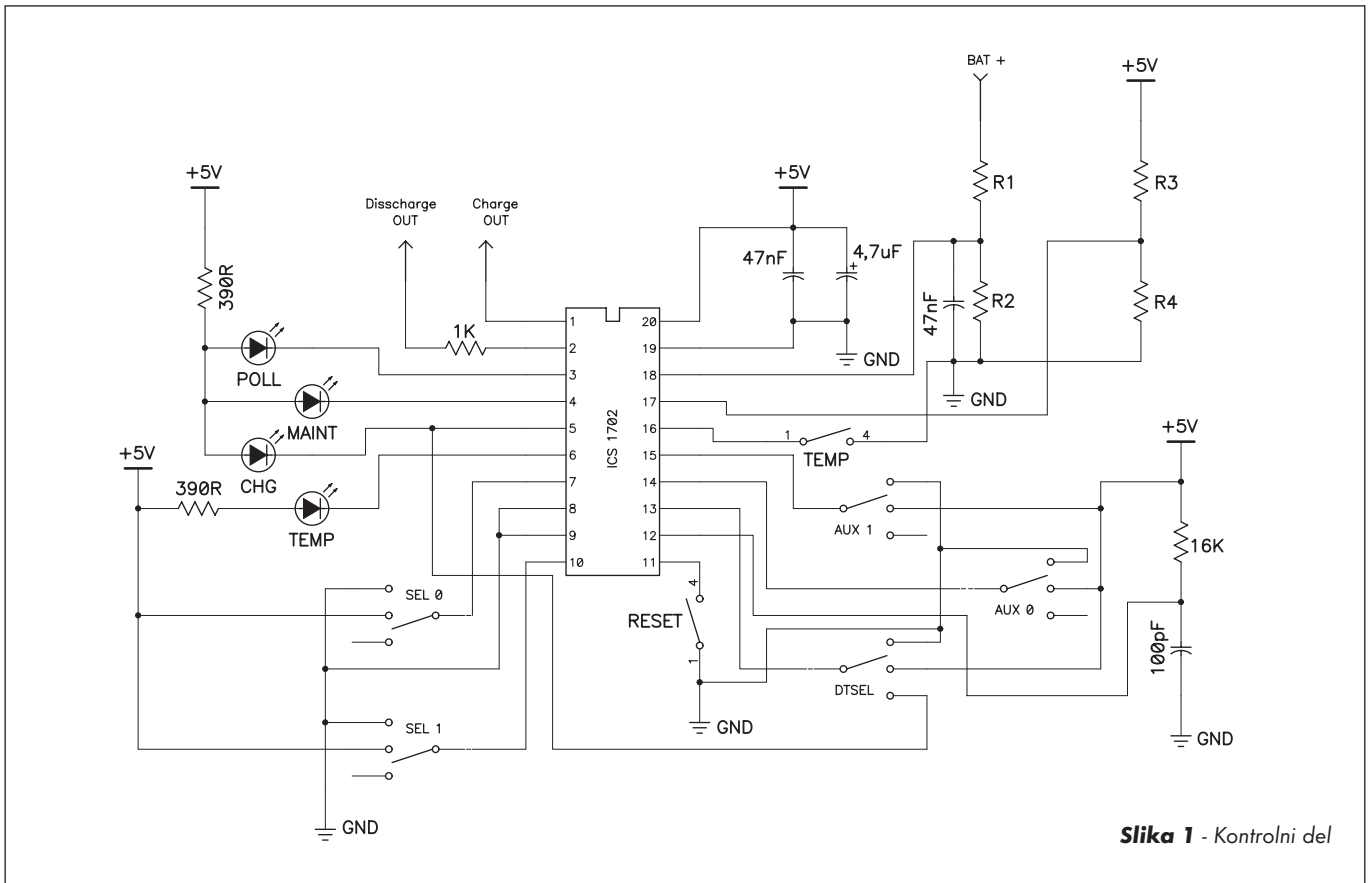 BAT +
+5V
R1
R3
+5V
+5V
Disscharge
OUT
Charge
OUT
47nF
4,7uF
+
47nF
R2
R4
390R
1K
POLL
MAINT
CHG
+5V
390R
TEMP
ICS 1702
1
2
3
4
5
6
7
8
9
10
20
19
18
17
16
15
14
13
12
11
GND
GND
1
4
TEMP
+5V
AUX 1
16K
AUX 0
SEL 0
4
RESET
1
DTSEL
100pF
SEL 1
GND
GND
GND
Slika 1 - Kontrolni del